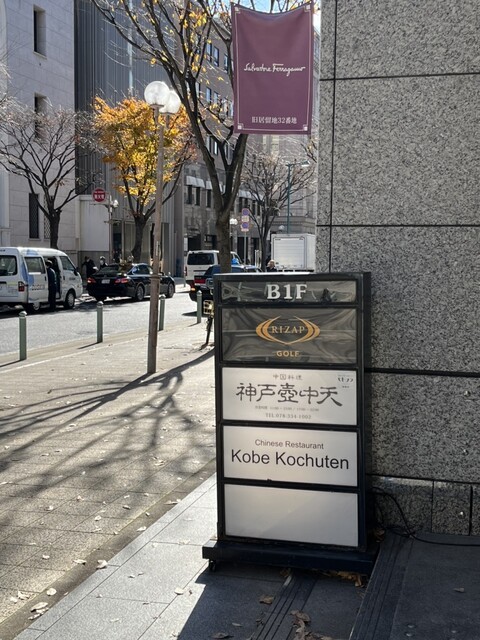 Salvatore Ferragamo
旧居留地32番地
B1F
RIZAP
GOLF
中国料理
神戸壺中天
Chinese Restaurant
Kobe Kochuten